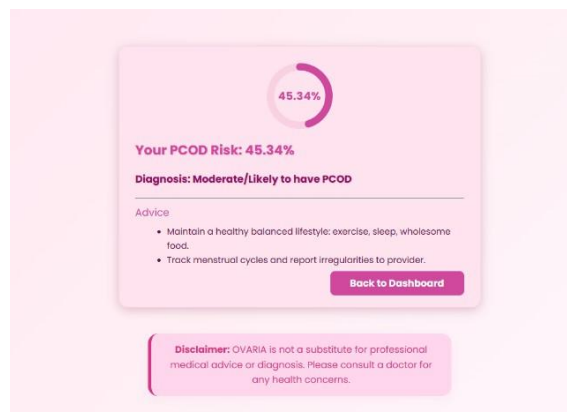 45.34%
Your PCOD Risk: 45.34%
Diagnosis: Moderate/Likely to have PCOD
Advice
• Maintain a healthy balanced lifestyle: exercise, sleep, wholesome
food.
• Track menstrual cycles and report irregularities to provider.
Back to Dashboard
Disclaimer: OVARIA is not a substitute for professional
medical advice or diagnosis. Please consult a doctor for
any health concerns.